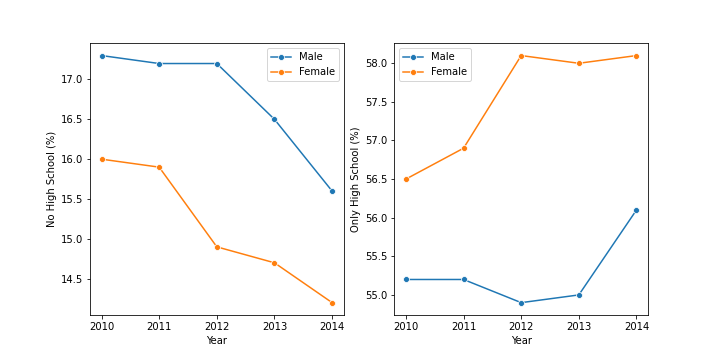 No High School (%)
17.0
16.5
16.0
15.5
15.0
14.5
2010 2011 2012 2013 2014
Year
Male
Female
Only High School (%)
58.0
57.5
57.0
56.5
56.0
55.5
55.0
2010 2011 2012 2013 2014
Year
Male
Female